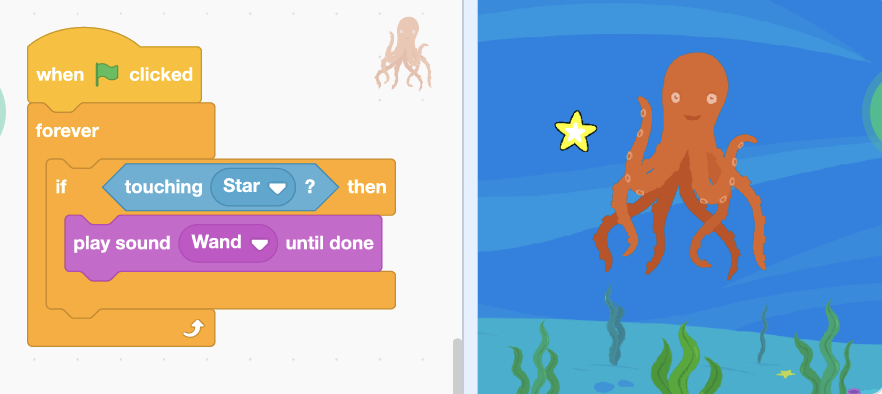 when clicked
forever
if touching Star ? then
play sound Wand until done